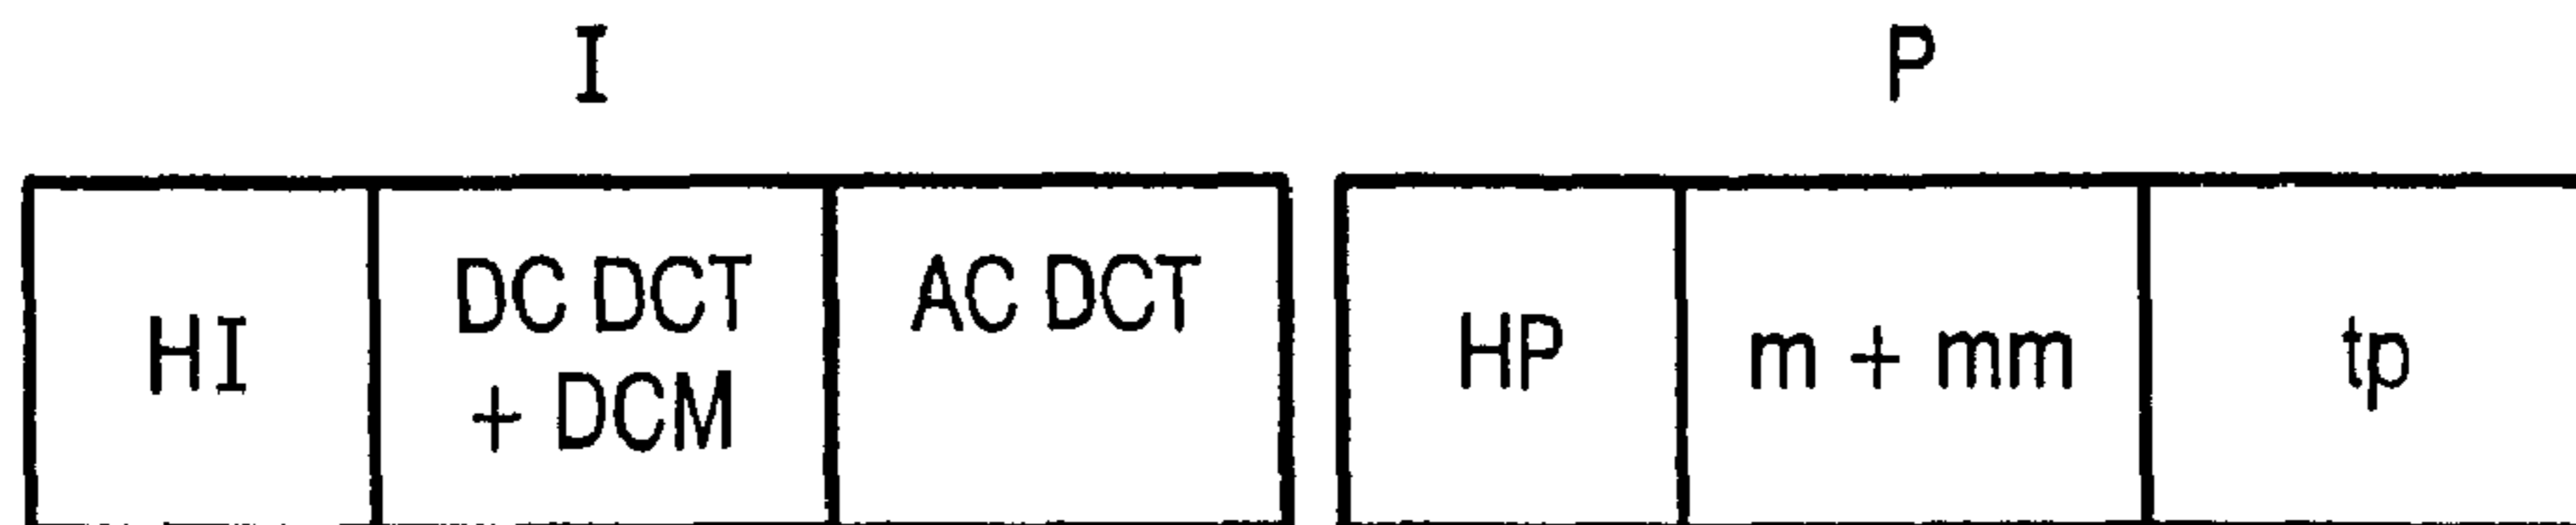 I
P
HI
DC DCT
+ DCM
AC DCT
HP
m + mm
tp